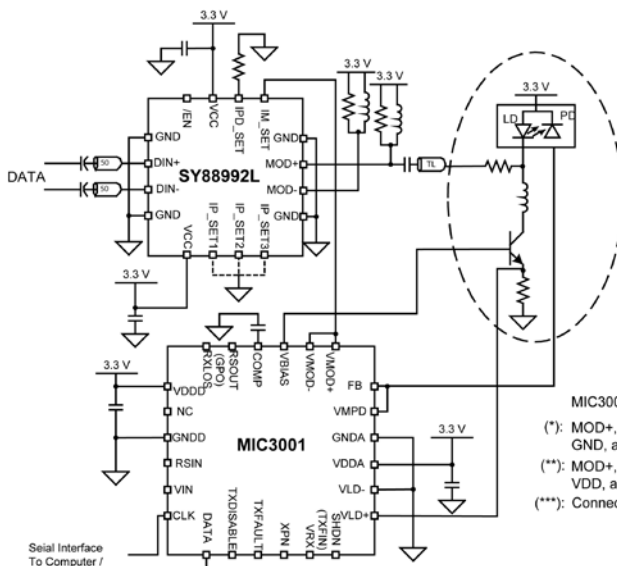 3.3 V
3.3 V
3.3 V
3.3 V
/EN
VCC
IPD_SET
IM_SET
LD
PD
GND
GND
DATA
50
DIN+
SY88992L
MOD+
TL
50
DIN-
MOD-
GND
GND
VCC
IP_SET1
IP_SET2
IP_SET3
3.3 V
3.3 V
RXLOS
RSOUT
(GPO)
COMP
VBIAS
VMOD-
VMOD+
VDDD
FB
NC
VMPD
MIC300
GNDD
MIC3001
GNDA
3.3 V
(*): MOD+,
GND, a
RSIN
VDDA
(**): MOD+,
VDD, a
VIN
VLD-
(***): Connec
CLK
VLD+
DATA
TXDISABLE
TXFAULT
XPN
VRX
SHDN
(TXFIN)
Seial Interface
To Computer /